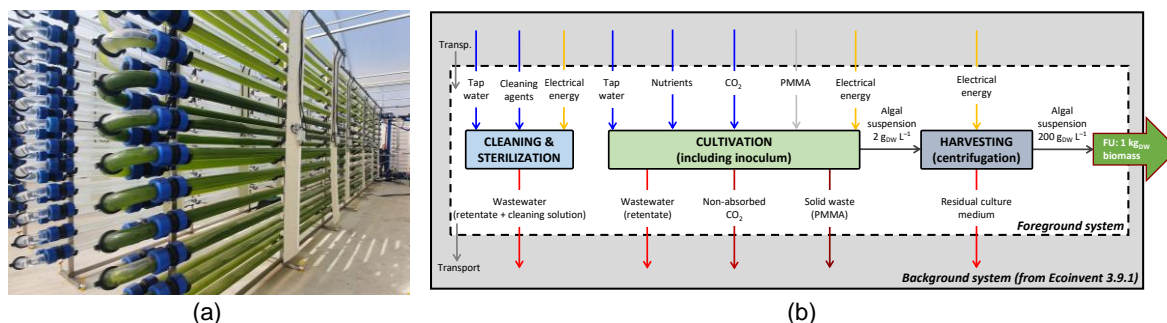 Transp.
Tap
water
Cleaning
agents
Electrical
energy
Tap
water
Nutrients
CO₂
PMMA
Electrical
energy
Algal
suspension
2 g_DW L⁻¹
Electrical
energy
Algal
suspension
200 g_DW L⁻¹
CLEANING &
STERILIZATION
CULTIVATION
(including inoculum)
HARVESTING
(centrifugation)
FU: 1 kg_DW
biomass
Wastewater
(retentate + cleaning solution)
Wastewater
(retentate)
Non-absorbed
CO₂
Solid waste
(PMMA)
Residual culture
medium
Foreground system
Transport
Background system (from Ecoinvent 3.9.1)
(a)
(b)